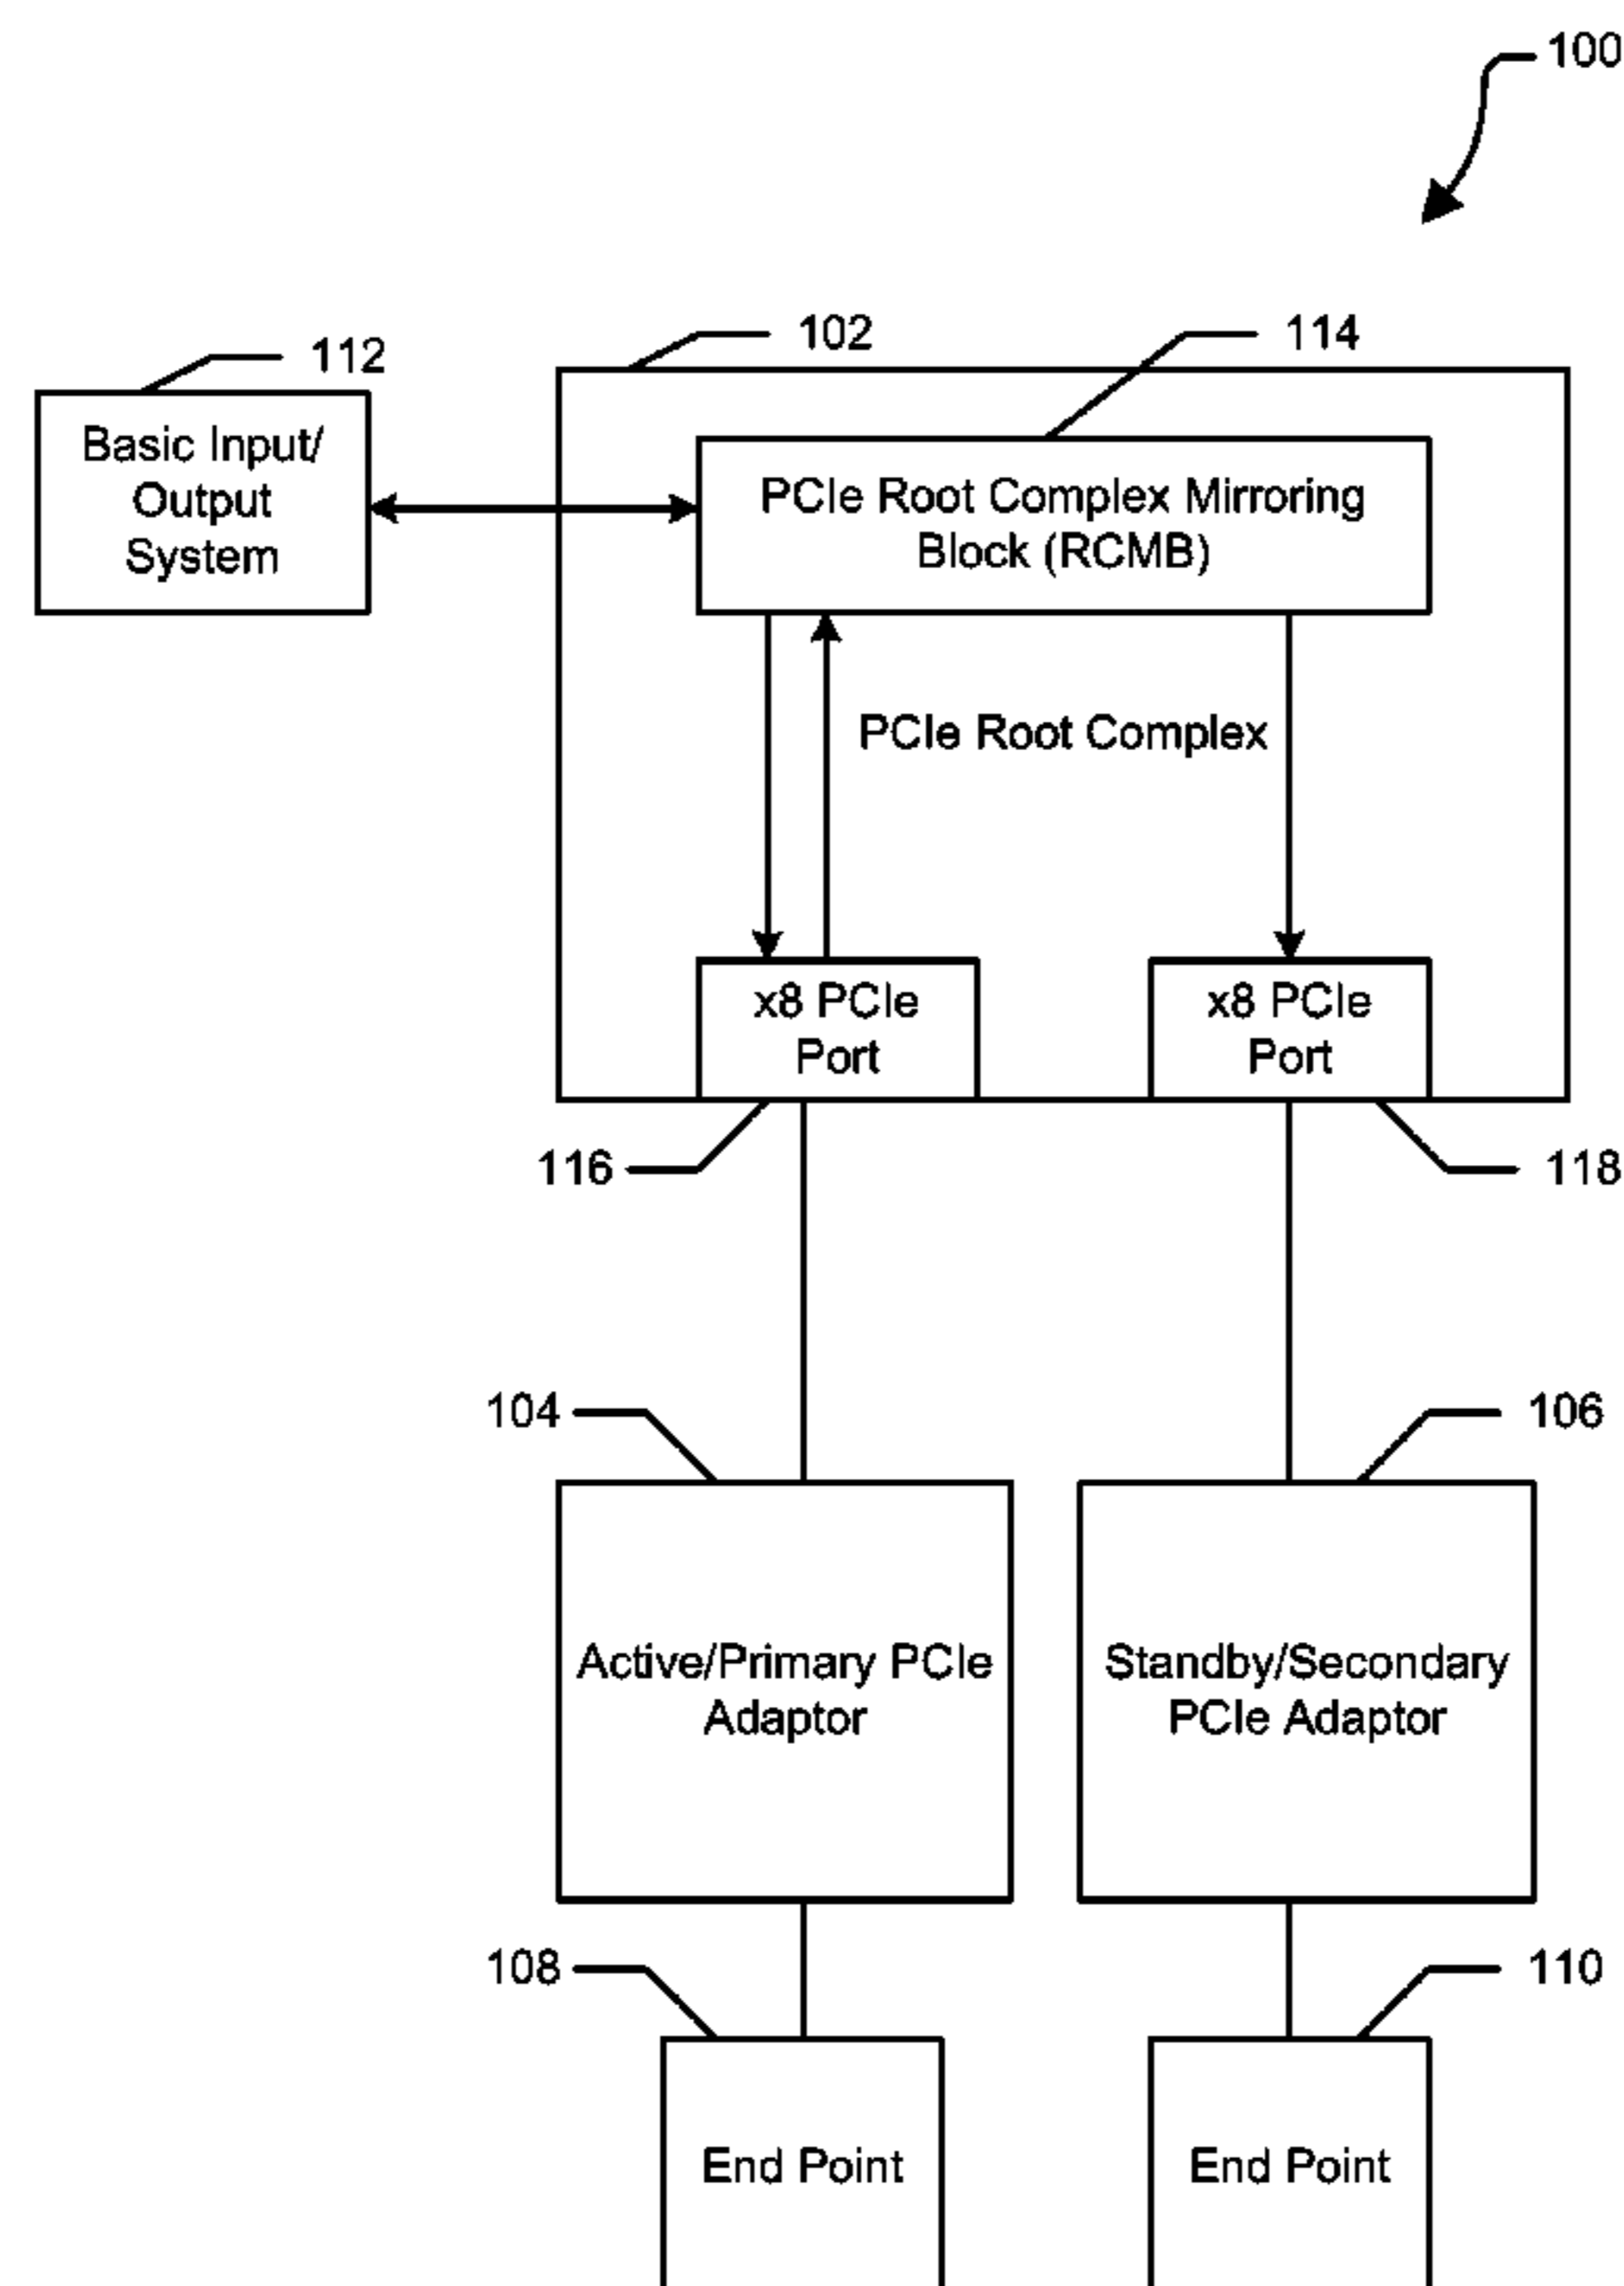 100
102
114
112
Basic Input/
Output
System
PCIe Root Complex Mirroring
Block (RCMB)
PCIe Root Complex
x8 PCIe
Port
x8 PCIe
Port
116
118
104
106
Active/Primary PCIe
Adaptor
Standby/Secondary
PCIe Adaptor
108
110
End Point
End Point